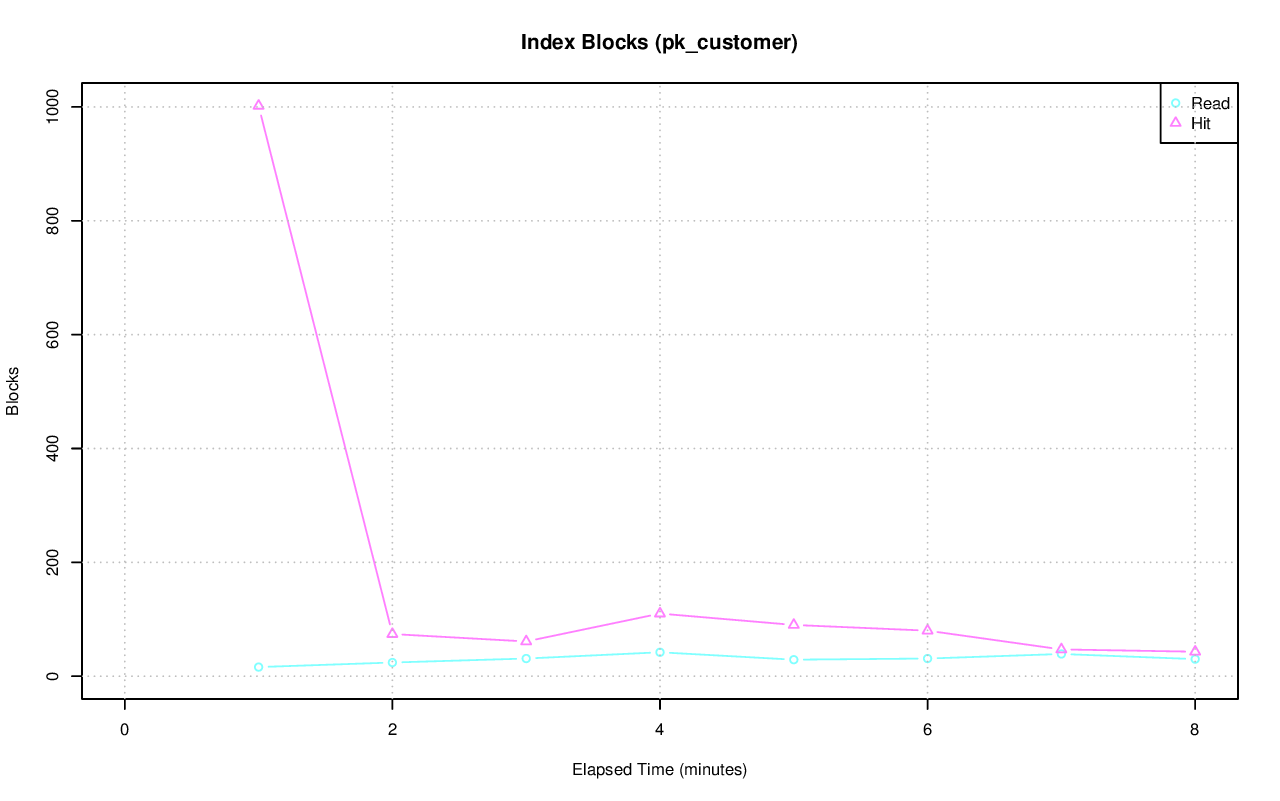 Index Blocks (pk_customer)
Read
Hit
Blocks
1000
800
600
400
200
0
0 2 4 6 8
Elapsed Time (minutes)